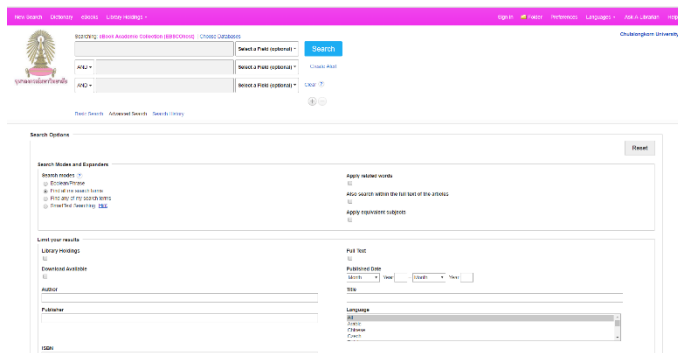 New Search Dictionary eBooks Library Holdings
Sign In Folder Preferences Languages Ask-A-Librarian Help
Searching: eBook Academic Collection (EBSCOhost) Choose Databases
Chulalongkorn University
Select a Field (optional) Search
AND Select a Field (optional) Create Alert
AND Select a Field (optional) Clear ?
Basic Search Advanced Search Search History
Search Options
Reset
Search Modes and Expanders
Search modes ?
Boolean/Phrase
Find all my search terms
Find any of my search terms
SmartText Searching Hint
Apply related words
Also search within the full text of the articles
Apply equivalent subjects
Limit your results
Library Holdings
Full Text
Download Available
Published Date
Month Year: - Month Year:
Author
Title
Publisher
Language
All
Arabic
Chinese
Czech
ISBN